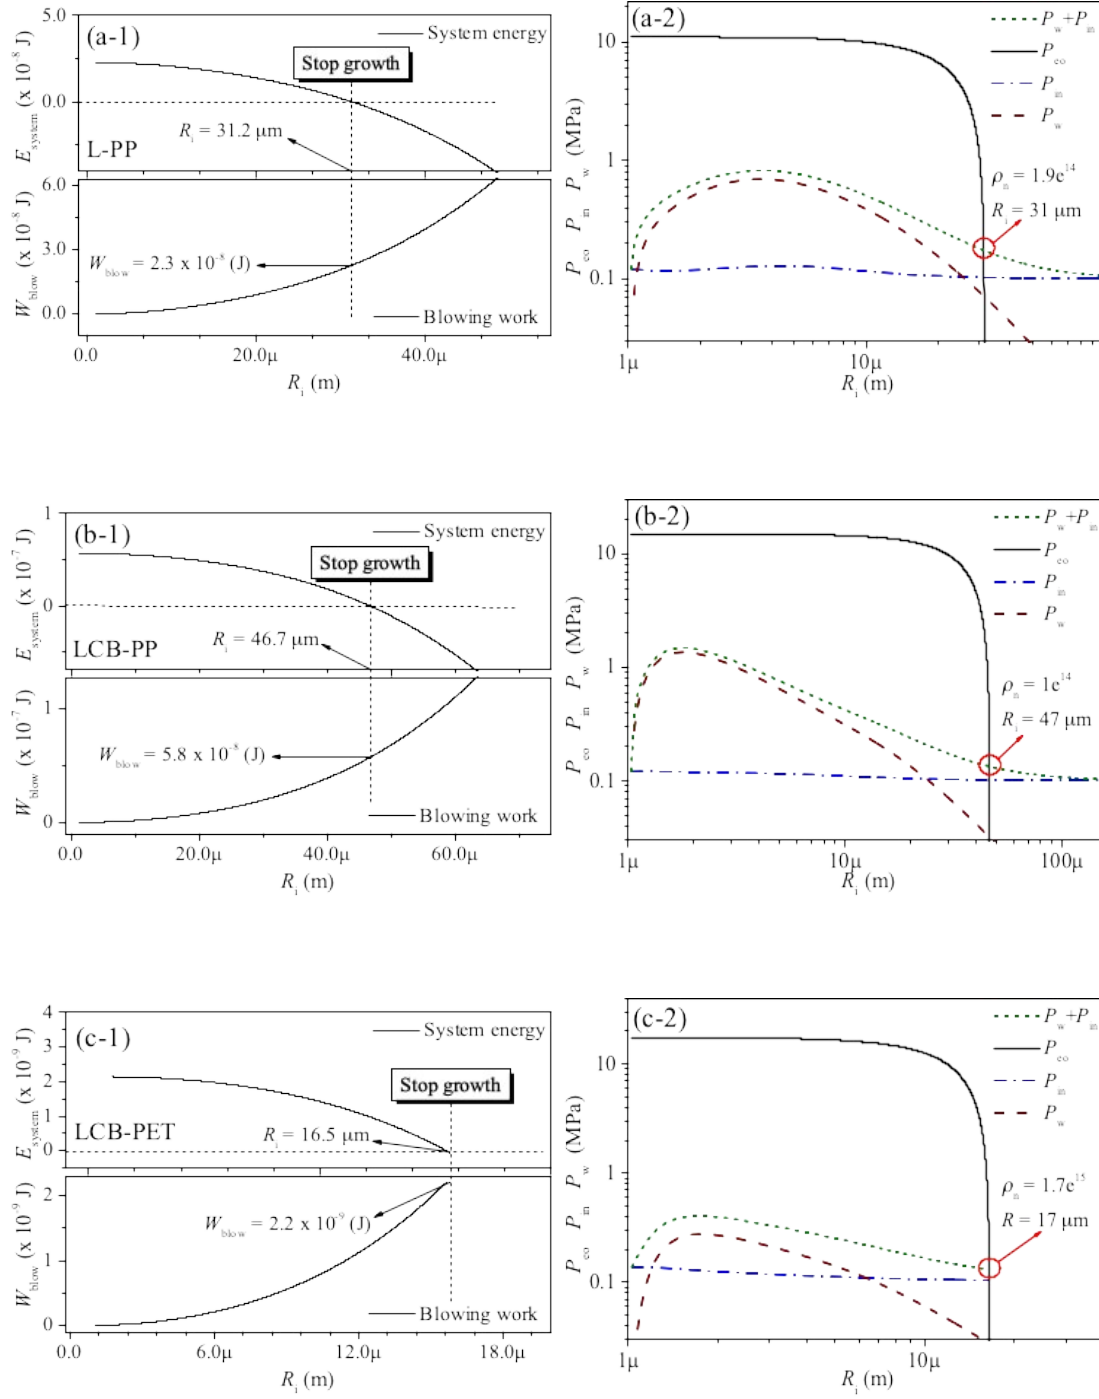 (a-1)
System energy
Stop growth
R_i = 31.2 μm
L-PP
E_system (x 10^-8 J)
5.0
0.0
6.0
3.0
0.0
W_blow (x 10^-8 J)
W_blow = 2.3 x 10^-8 (J)
Blowing work
0.0 20.0μ 40.0μ
R_i (m)
(a-2)
P_w+P_in
P_co
P_in
P_w
10
1
0.1
P_co P_in P_w (MPa)
ρ_n = 1.9e^14
R_i = 31 μm
1μ 10μ
R_i (m)
(b-1)
System energy
Stop growth
R_i = 46.7 μm
LCB-PP
E_system (x 10^-7 J)
1
0
1
0
W_blow (x 10^-7 J)
W_blow = 5.8 x 10^-8 (J)
Blowing work
0.0 20.0μ 40.0μ 60.0μ
R_i (m)
(b-2)
P_w+P_in
P_co
P_in
P_w
10
1
0.1
P_co P_in P_w (MPa)
ρ_n = 1e^14
R_i = 47 μm
1μ 10μ 100μ
R_i (m)
(c-1)
System energy
Stop growth
R_i = 16.5 μm
LCB-PET
E_system (x 10^-9 J)
4
3
2
1
0
2
1
0
W_blow (x 10^-9 J)
W_blow = 2.2 x 10^-9 (J)
Blowing work
0.0 6.0μ 12.0μ 18.0μ
R_i (m)
(c-2)
P_w+P_in
P_co
P_in
P_w
10
1
0.1
P_co P_in P_w (MPa)
ρ_n = 1.7e^15
R = 17 μm
1μ 10μ
R_i (m)